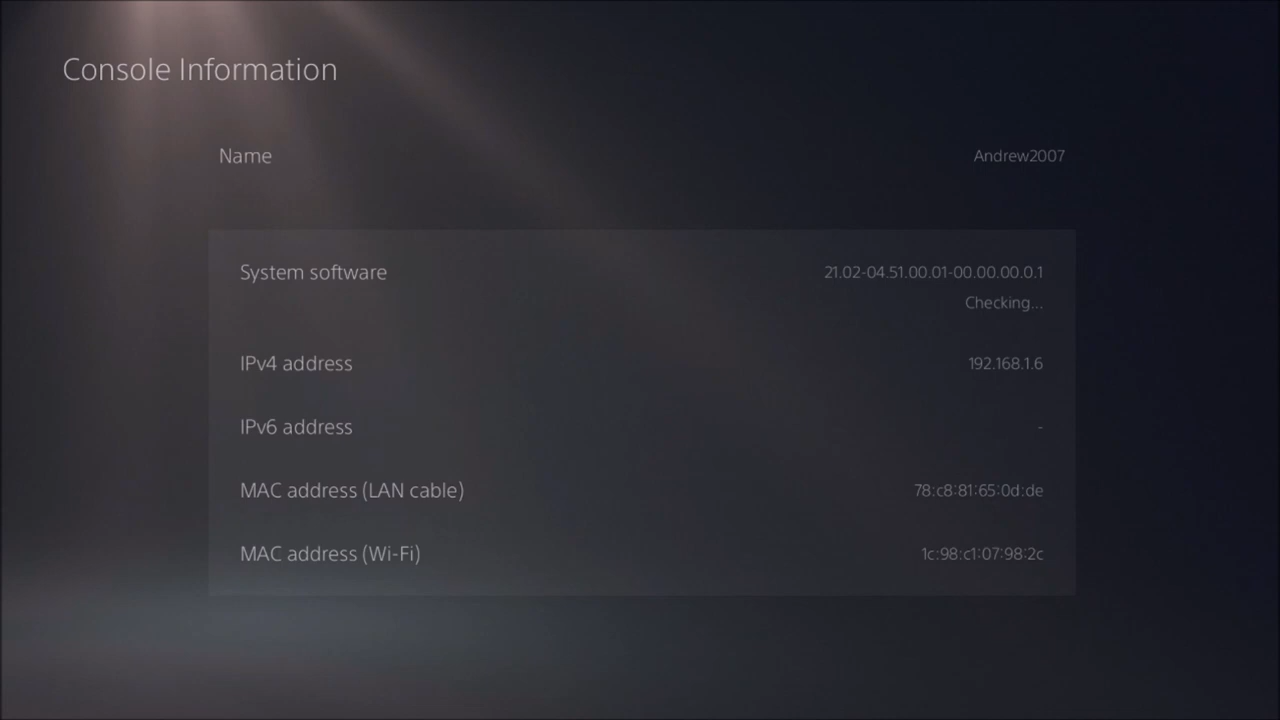 Console Information
Name Andrew2007
System software 21.02-04.51.00.01-00.00.00.0.1
Checking...
IPv4 address 192.168.1.6
IPv6 address -
MAC address (LAN cable) 78:c8:81:65:0d:de
MAC address (Wi-Fi) 1c:98:c1:07:98:2c